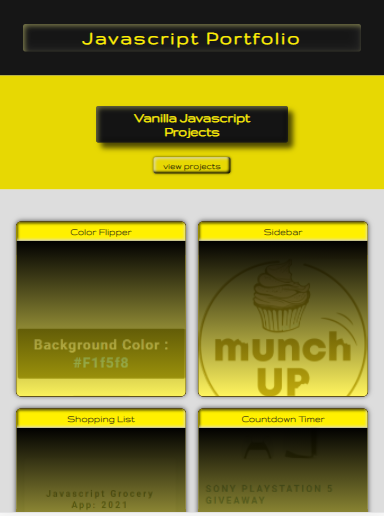 Javascript Portfolio
Vanilla Javascript
Projects
view projects
Color Flipper
Sidebar
Background Color :
#F1f5f8
munch
UP
Shopping List
Countdown Timer
Javascript Grocery
App: 2021
SONY PLAYSTATION 5
GIVEAWAY